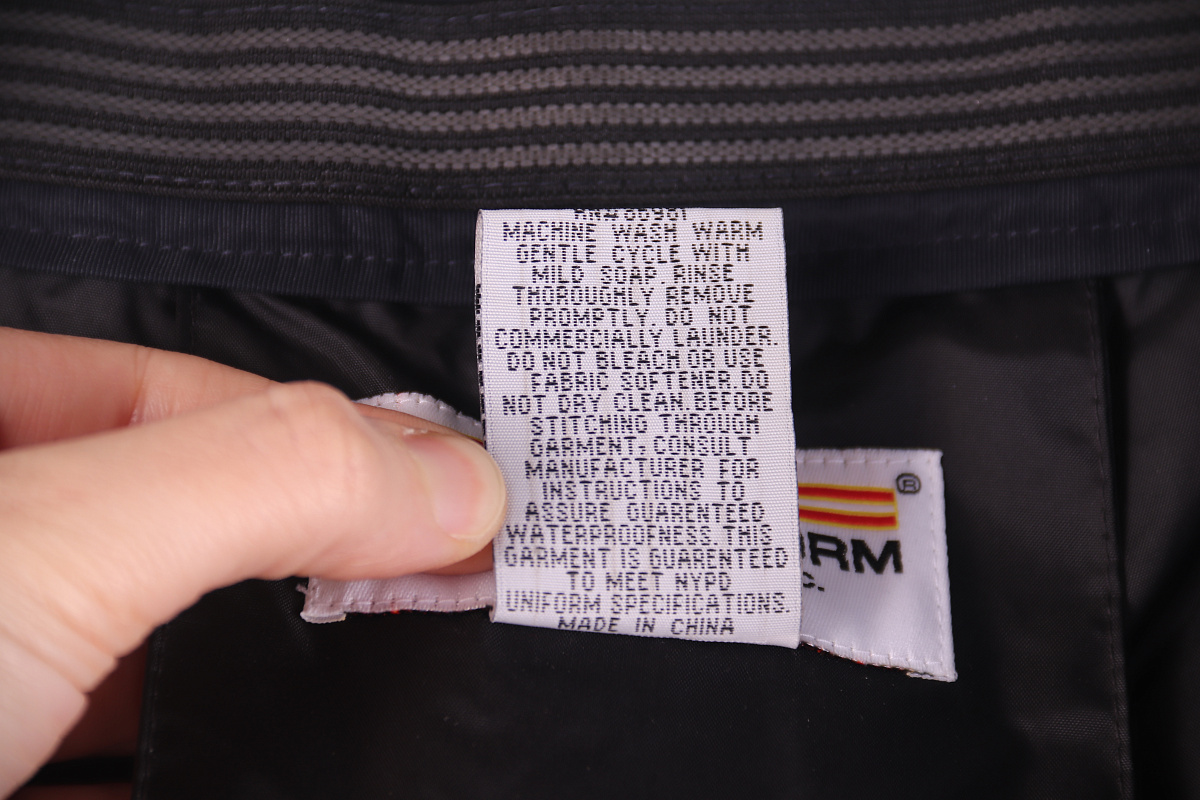 RN#86981
MACHINE WASH WARM
GENTLE CYCLE WITH
MILD SOAP. RINSE
THOROUGHLY REMOVE
PROMPTLY. DO NOT
COMMERCIALLY LAUNDER.
DO NOT BLEACH OR USE
FABRIC SOFTENER. DO
NOT DRY CLEAN. BEFORE
STITCHING THROUGH
GARMENT, CONSULT
MANUFACTURER FOR
INSTRUCTIONS TO
ASSURE GUARENTEED
WATERPROOFNESS. THIS
GARMENT IS GUARENTEED
TO MEET NYPD
UNIFORM SPECIFICATIONS.
MADE IN CHINA
®
ORM
C.